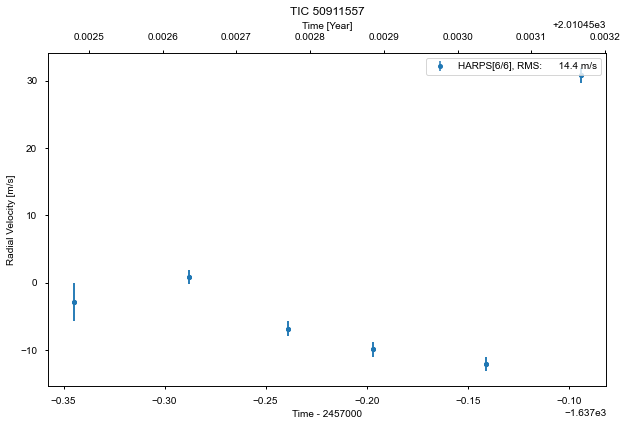 TIC 50911557
Time [Year]
+2.01045e3
0.0025 0.0026 0.0027 0.0028 0.0029 0.0030 0.0031 0.0032
HARPS[6/6], RMS: 14.4 m/s
Radial Velocity [m/s]
30
20
10
0
−10
−0.35 −0.30 −0.25 −0.20 −0.15 −0.10
Time - 2457000
−1.637e3